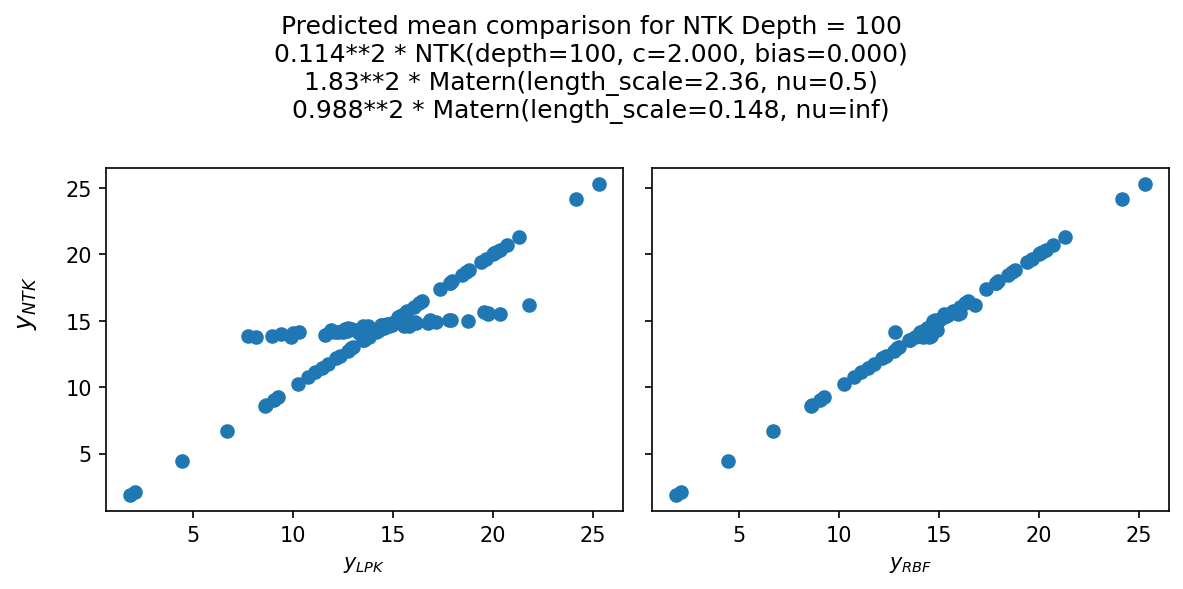 Predicted mean comparison for NTK Depth = 100
0.114**2 * NTK(depth=100, c=2.000, bias=0.000)
1.83**2 * Matern(length_scale=2.36, nu=0.5)
0.988**2 * Matern(length_scale=0.148, nu=inf)
25
20
15
10
5
y_NTK
5 10 15 20 25
y_LPK
5 10 15 20 25
y_RBF